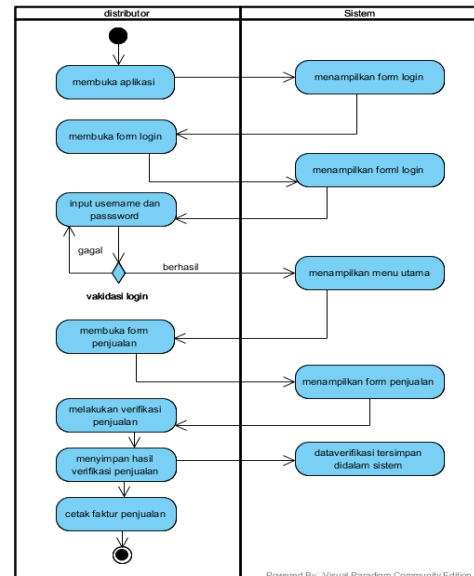 distributor
Sistem
membuka aplikasi
menampilkan form login
membuka form login
menampilkan forml login
input username dan
passsword
gagal
berhasil
menampilkan menu utama
vakidasi login
membuka form
penjualan
menampilkan form penjualan
melakukan verifikasi
penjualan
menyimpan hasil
verifikasi penjualan
dataverifikasi tersimpan
didalam sistem
cetak faktur penjualan
Powered By Visual Paradigm Community Edition